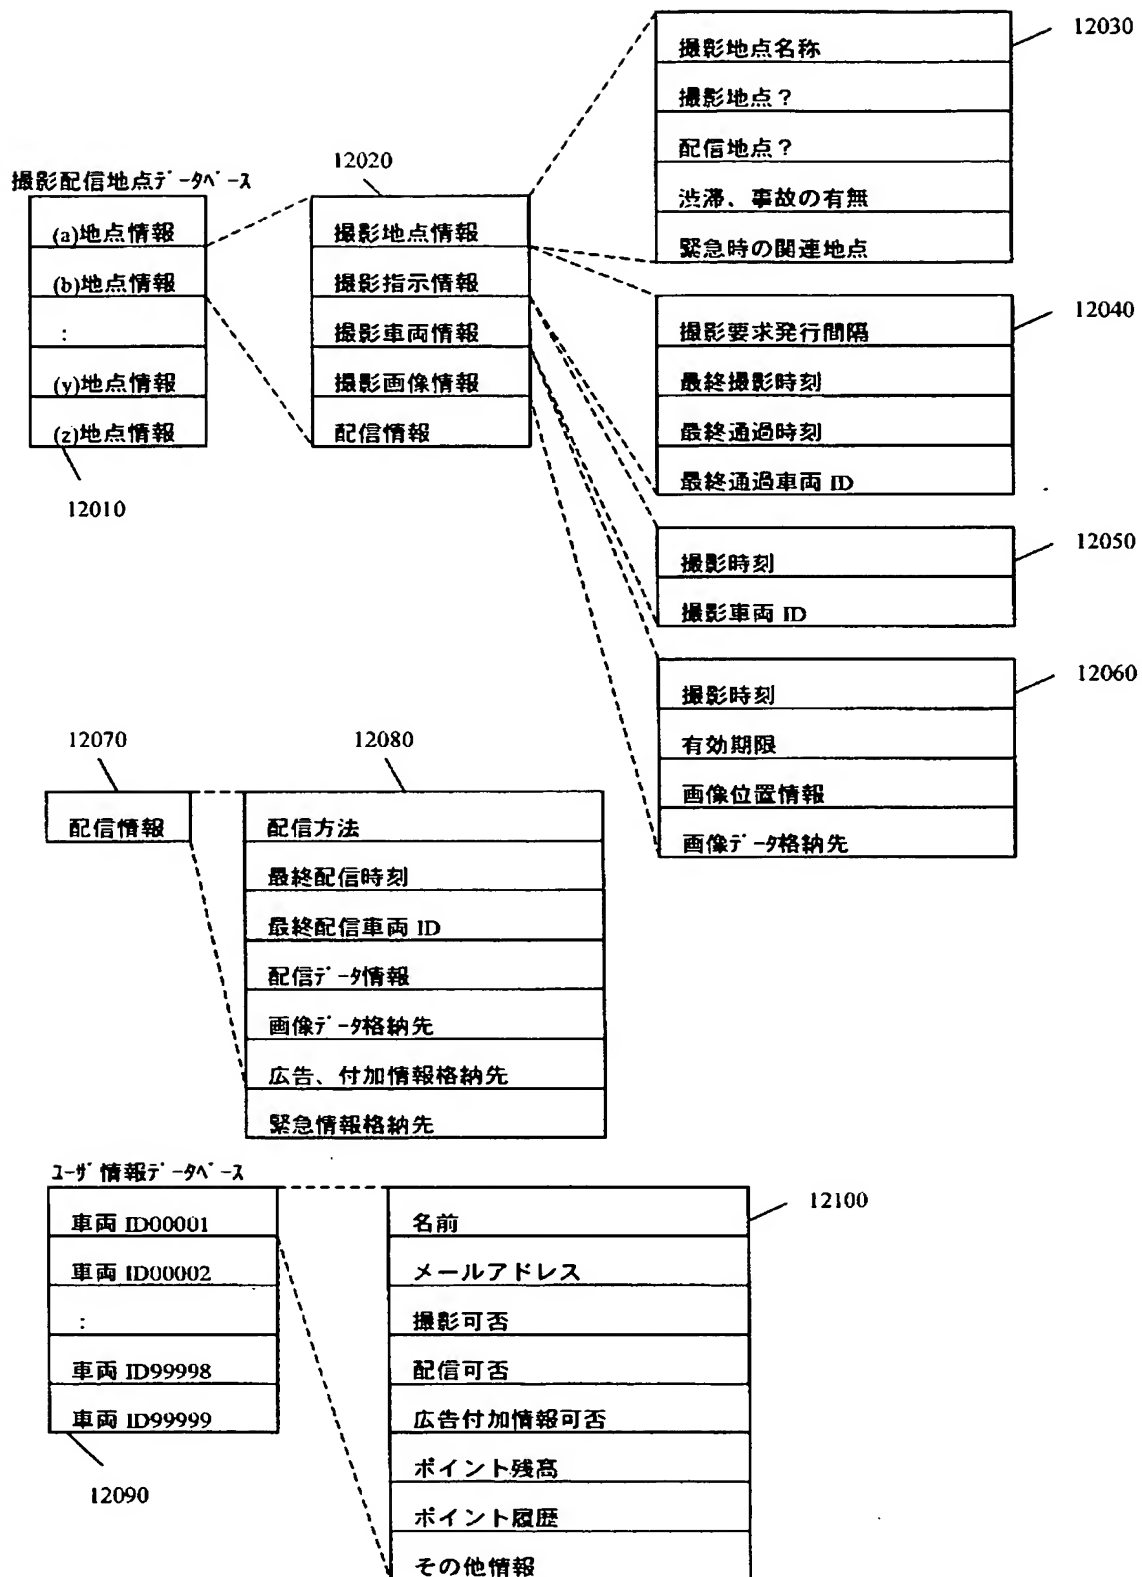 12030
撮影地点名称
撮影地点？
配信地点？
渋滞、事故の有無
緊急時の関連地点
12020
撮影配信地点ﾃﾞｰﾀﾍﾞｰｽ
(a)地点情報
(b)地点情報
:
(y)地点情報
(z)地点情報
12010
撮影地点情報
撮影指示情報
撮影車両情報
撮影画像情報
配信情報
12040
撮影要求発行間隔
最終撮影時刻
最終通過時刻
最終通過車両 ID
12050
撮影時刻
撮影車両 ID
12060
撮影時刻
有効期限
画像位置情報
画像ﾃﾞｰﾀ格納先
12070
配信情報
12080
配信方法
最終配信時刻
最終配信車両 ID
配信ﾃﾞｰﾀ情報
画像ﾃﾞｰﾀ格納先
広告、付加情報格納先
緊急情報格納先
ﾕｰｻﾞ情報ﾃﾞｰﾀﾍﾞｰｽ
車両 ID00001
車両 ID00002
:
車両 ID99998
車両 ID99999
12090
12100
名前
メールアドレス
撮影可否
配信可否
広告付加情報可否
ポイント残高
ポイント履歴
その他情報